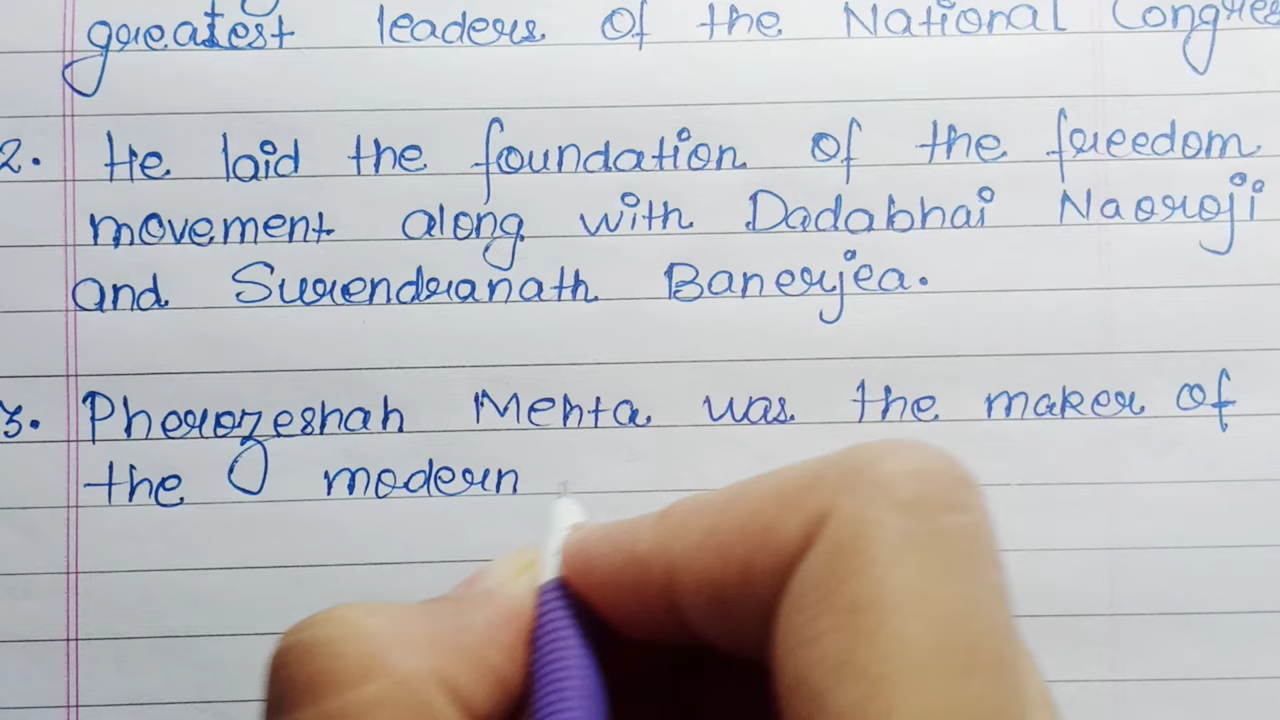 greatest leaders of the National Congres
2. He laid the foundation of the freedom
movement along with Dadabhai Naoroji
and Surendranath Banerjea.
3. Pherozeshah Mehta was the maker of
the modern